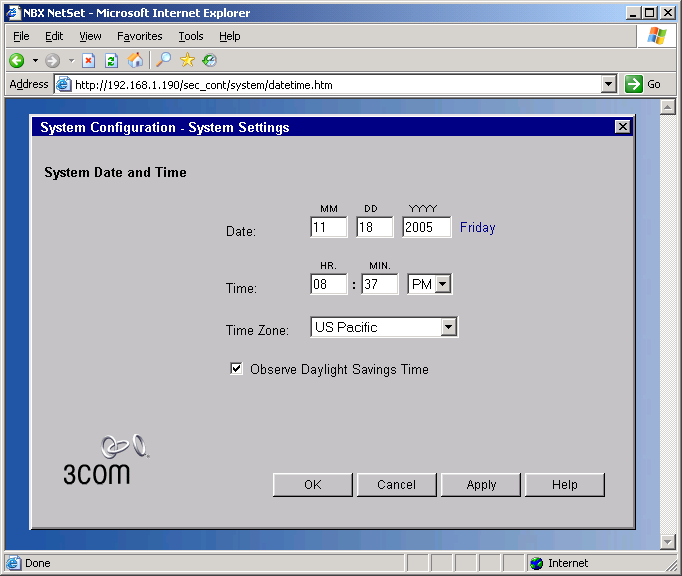 NBX NetSet - Microsoft Internet Explorer
File Edit View Favorites Tools Help
Address http://192.168.1.190/sec_cont/system/datetime.htm Go
System Configuration - System Settings
System Date and Time
MM DD YYYY
Date: 11 18 2005 Friday
HR. MIN.
Time: 08 : 37 PM
Time Zone: US Pacific
Observe Daylight Savings Time
3COM
OK Cancel Apply Help
Done Internet